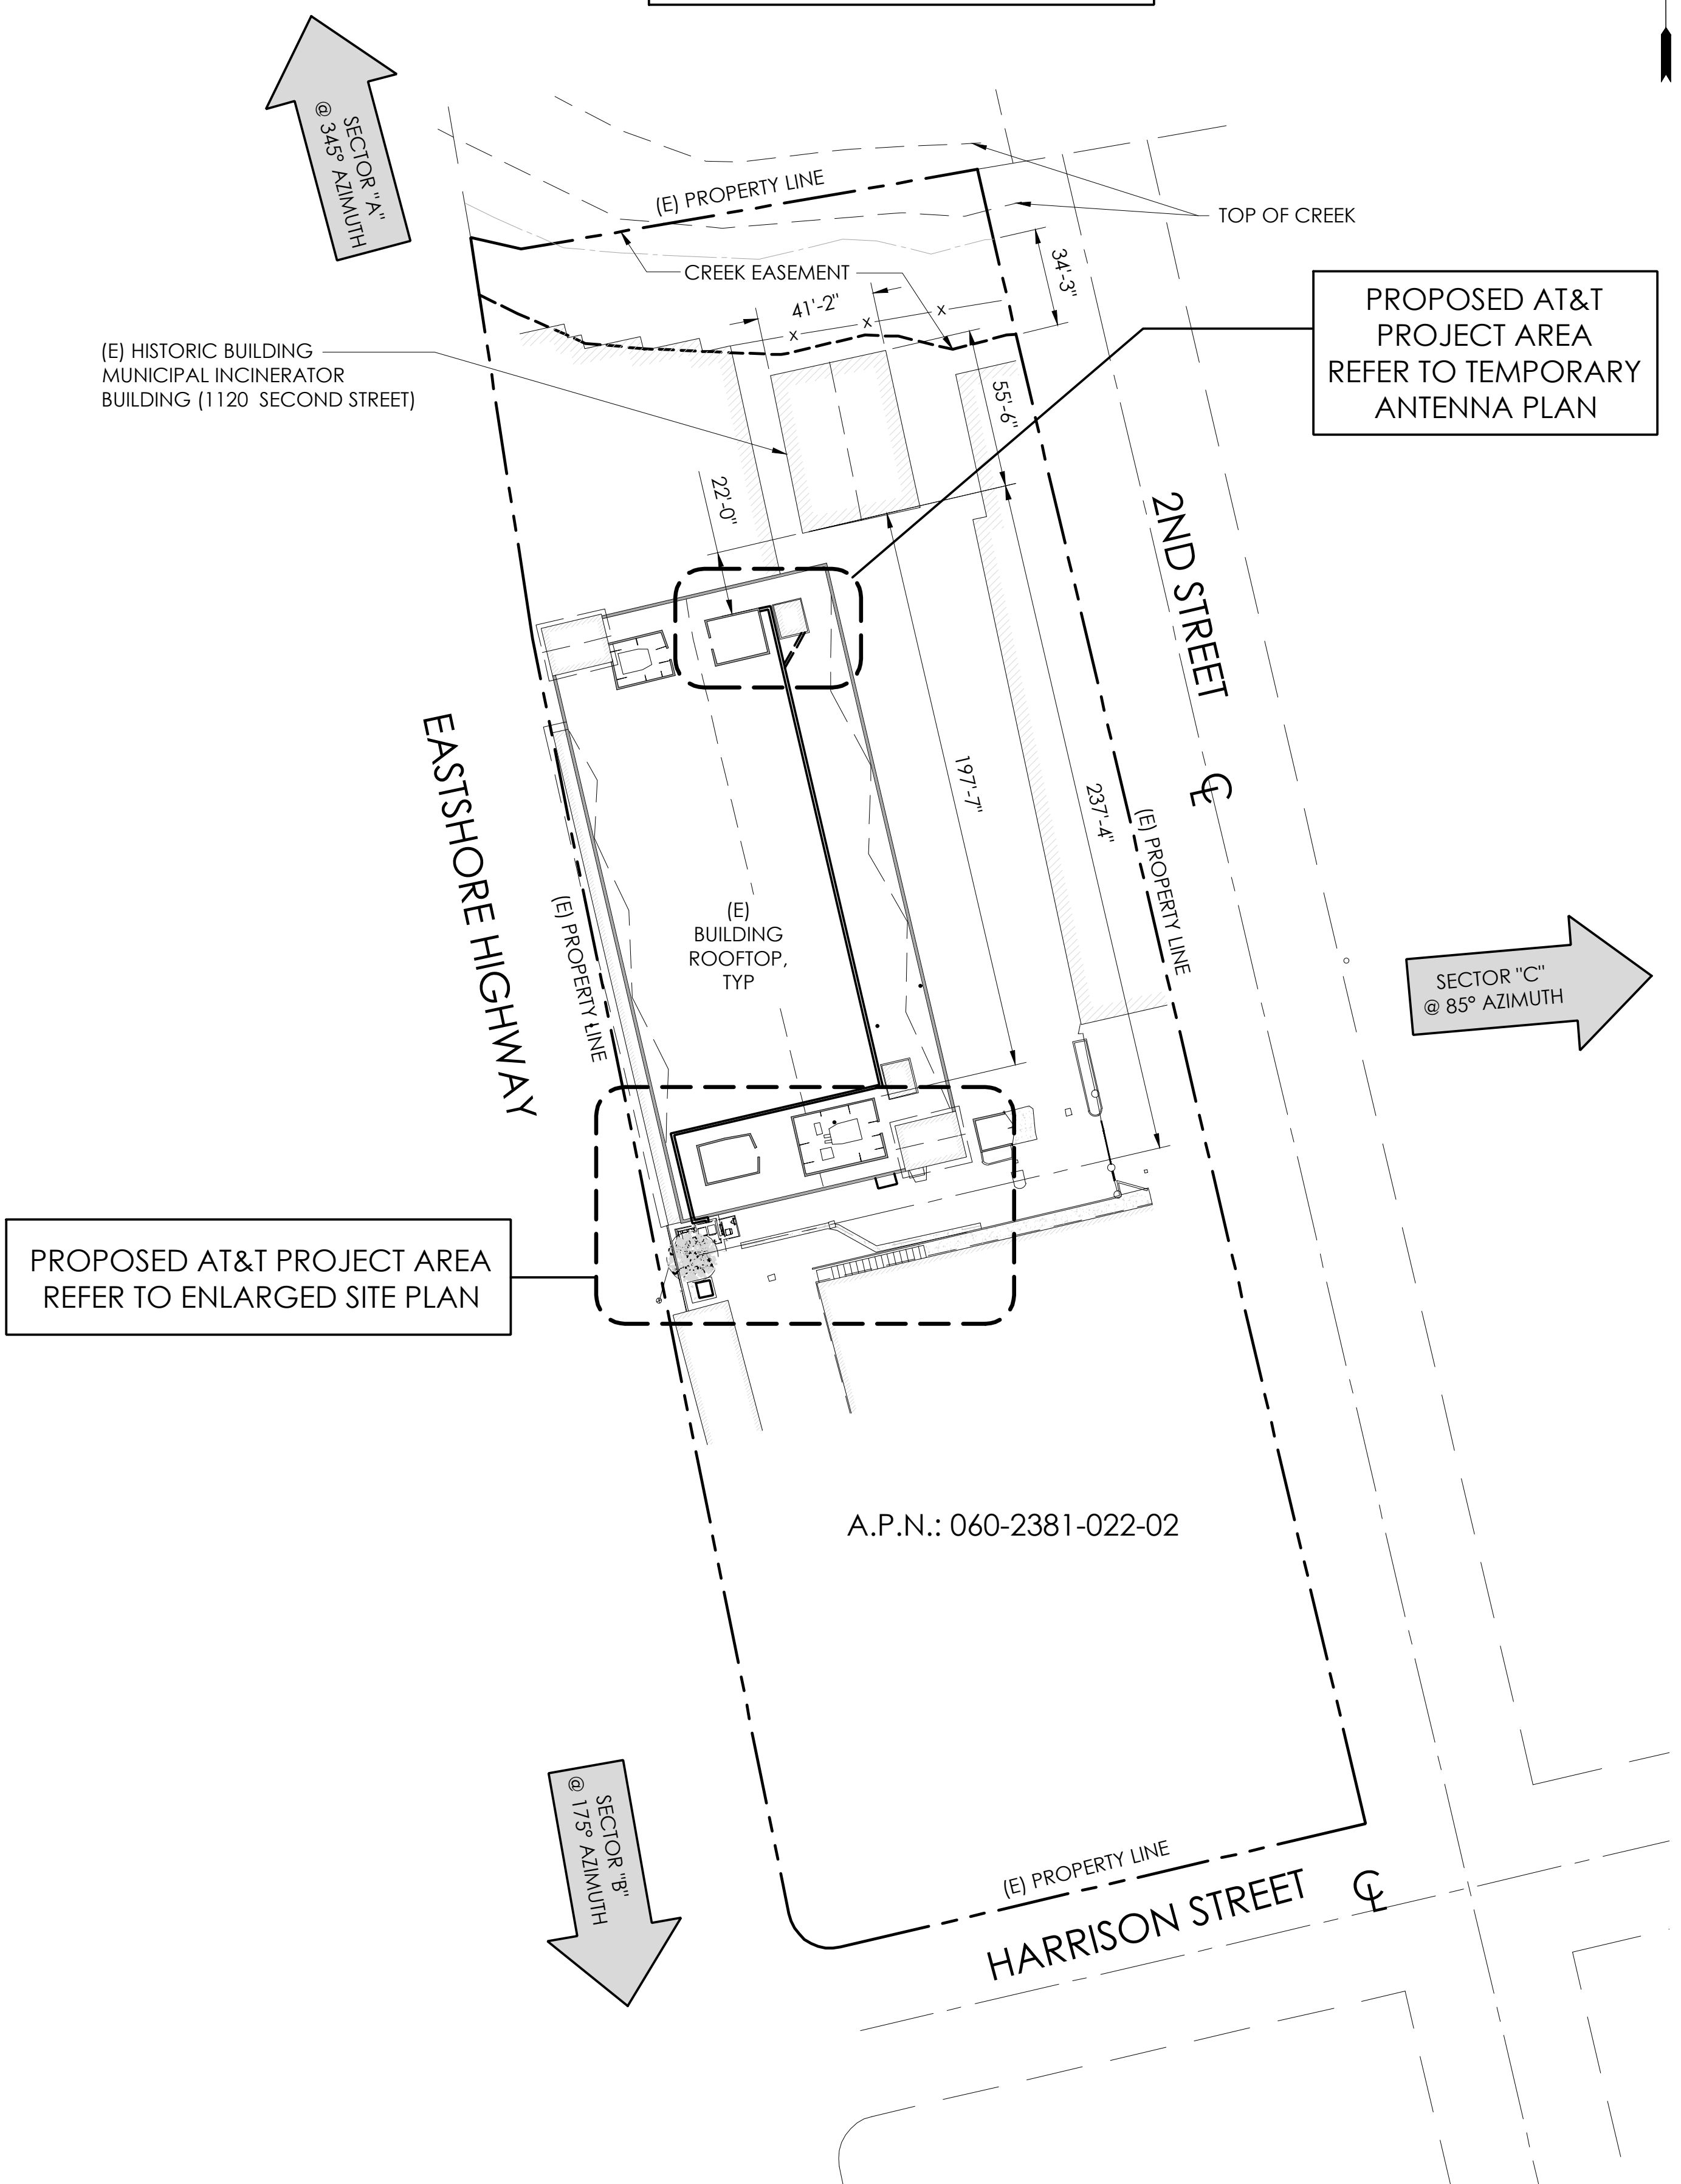 SECTOR "A"
@ 345° AZIMUTH
(E) PROPERTY LINE
TOP OF CREEK
CREEK EASEMENT
34'-3"
41'-2"
x
x
x
PROPOSED AT&T
PROJECT AREA
REFER TO TEMPORARY
ANTENNA PLAN
(E) HISTORIC BUILDING
MUNICIPAL INCINERATOR
BUILDING (1120 SECOND STREET)
55'-6"
22'-0"
2ND STREET
EASTSHORE HIGHWAY
197'-7"
237'-4"
(E) PROPERTY LINE
(E) PROPERTY LINE
(E)
BUILDING
ROOFTOP,
TYP
SECTOR "C"
@ 85° AZIMUTH
PROPOSED AT&T PROJECT AREA
REFER TO ENLARGED SITE PLAN
A.P.N.: 060-2381-022-02
SECTOR "B"
@ 175° AZIMUTH
(E) PROPERTY LINE
HARRISON STREET